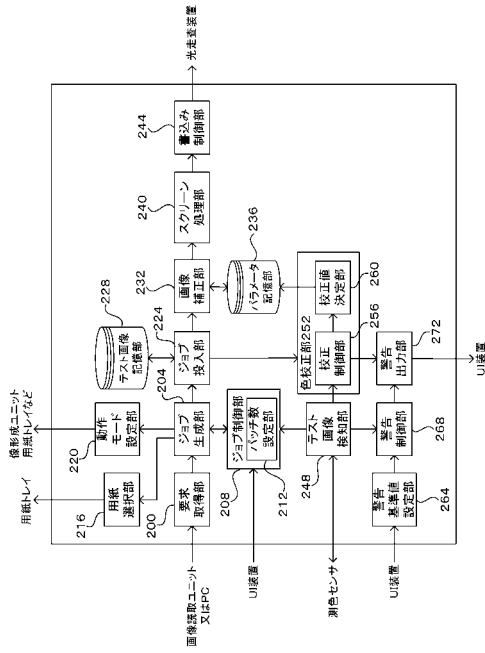 像形成ユニット
用紙トレイなど
用紙トレイ
220
動作
モード
設定部
216
用紙
選択部
画像読取ユニット
又はPC
200
要求
取得部
204
ジョブ
生成部
224
ジョブ
投入部
228
テスト画像
記憶部
232
画像
補正部
240
スクリーン
処理部
244
書込み
制御部
光走査装置
236
パラメータ
記憶部
UI装置
208
ジョブ制御部
パッチ数
設定部
212
色校正部252
校正
制御部
256
校正値
決定部
260
測色センサ
248
テスト
画像
検知部
UI装置
264
警告
基準値
設定部
268
警告
制御部
272
警告
出力部
UI装置